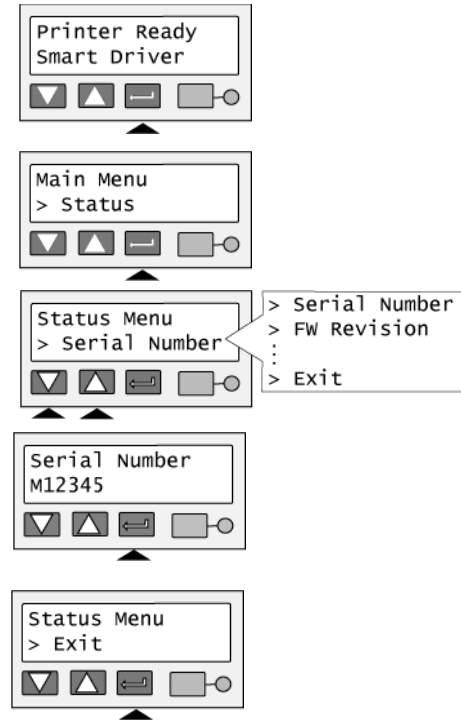 Printer Ready
Smart Driver
Main Menu
> Status
Status Menu
> Serial Number
> Serial Number
> FW Revision
⋮
> Exit
Serial Number
M12345
Status Menu
> Exit